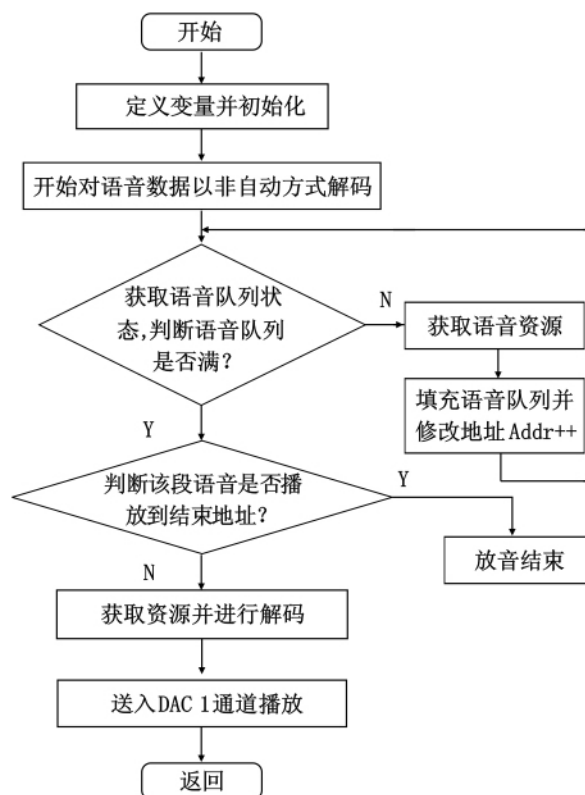 开始
定义变量并初始化
开始对语音数据以非自动方式解码
获取语音队列状
态,判断语音队列
是否满?
N
获取语音资源
填充语音队列并
修改地址Addr++
Y
判断该段语音是否播
放到结束地址?
Y
放音结束
N
获取资源并进行解码
送入DAC 1通道播放
返回